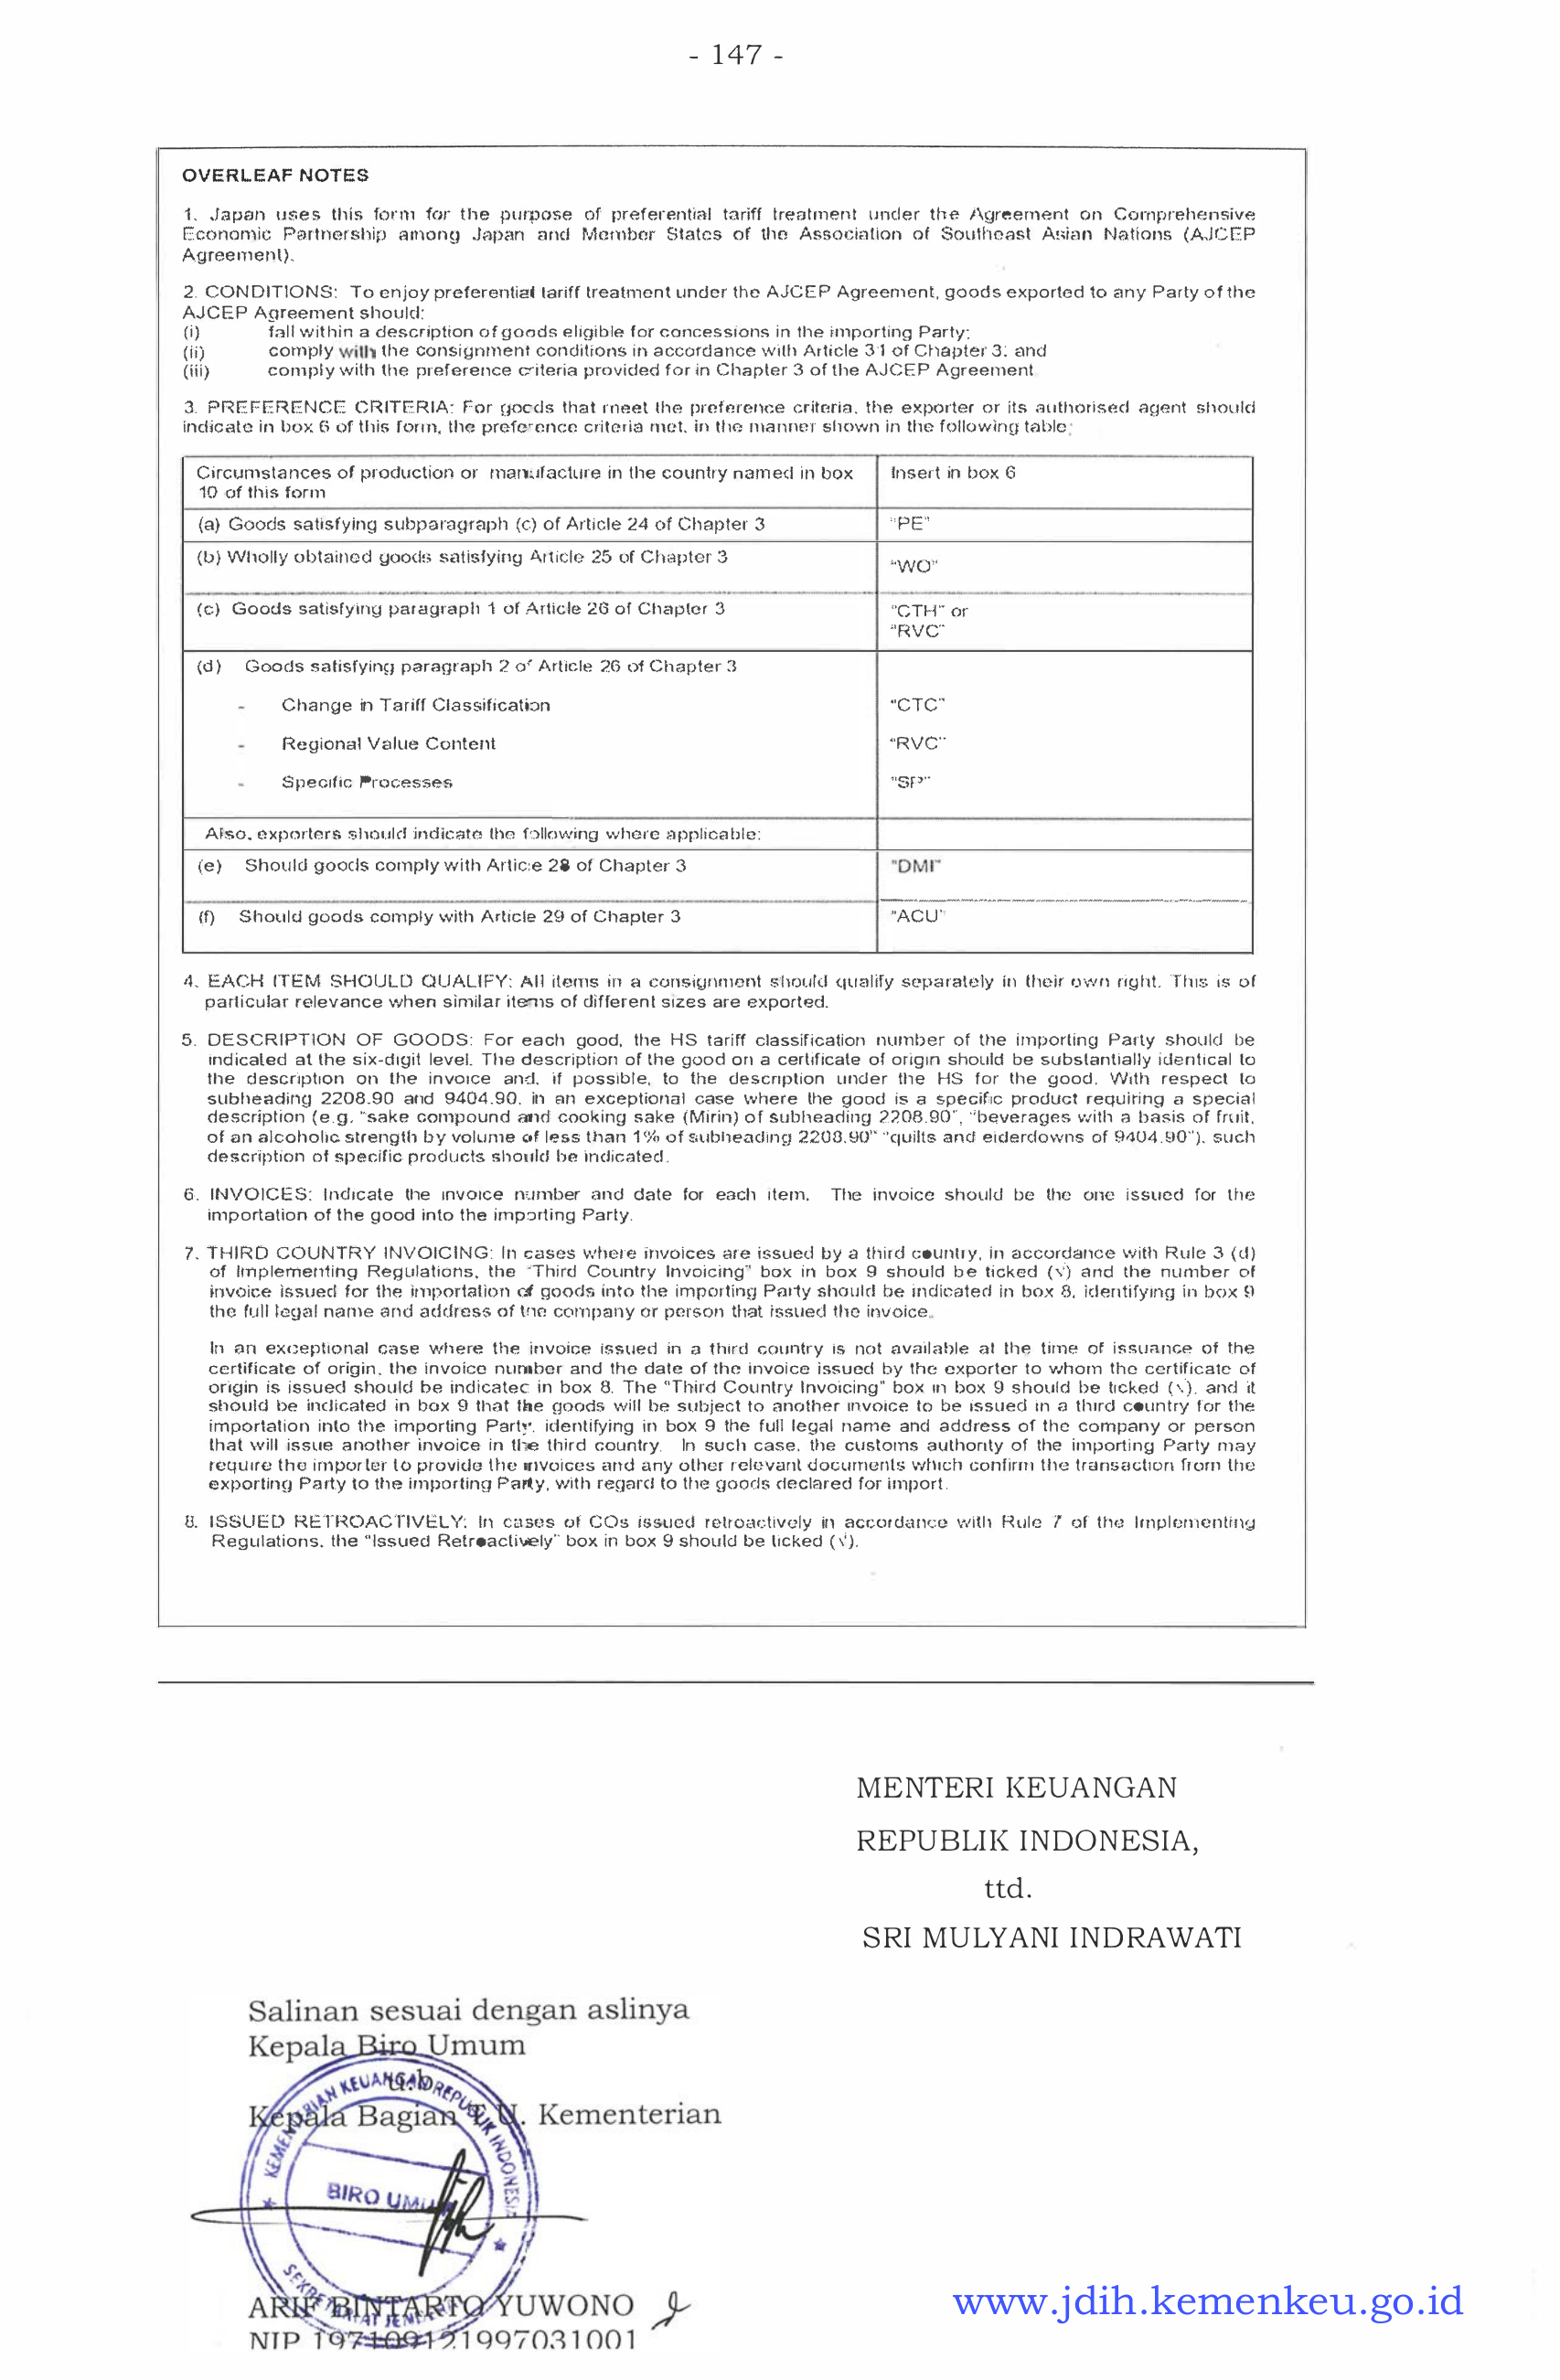 - 147 -
OVERLEAF NOTES
1. Japan uses this form for the purpose of preferential tariff treatment under the Agreement on Comprehensive
Economic Partnership among Japan and Member States of the Association of Southeast Asian Nations (AJCEP
Agreement).
2. CONDITIONS: To enjoy preferential tariff treatment under the AJCEP Agreement, goods exported to any Party of the
AJCEP Agreement should:
(i) fall within a description of goods eligible for concessions in the importing Party;
(ii) comply with the consignment conditions in accordance with Article 31 of Chapter 3; and
(iii) comply with the preference criteria provided for in Chapter 3 of the AJCEP Agreement
3. PREFERENCE CRITERIA: For goods that meet the preference criteria, the exporter or its authorised agent should
indicate in box 6 of this form, the preference criteria met, in the manner shown in the following table:
Circumstances of production or manufacture in the country named in box Insert in box 6
10 of this form
(a) Goods satisfying subparagraph (c) of Article 24 of Chapter 3 "PE"
(b) Wholly obtained goods satisfying Article 25 of Chapter 3 "WO"
(c) Goods satisfying paragraph 1 of Article 26 of Chapter 3 "CTH" or
"RVC"
(d) Goods satisfying paragraph 2 of Article 26 of Chapter 3
- Change in Tariff Classification "CTC"
- Regional Value Content "RVC"
- Specific Processes "SP"
Also, exporters should indicate the following where applicable:
(e) Should goods comply with Article 28 of Chapter 3 "DMI"
(f) Should goods comply with Article 29 of Chapter 3 "ACU"
4. EACH ITEM SHOULD QUALIFY: All items in a consignment should qualify separately in their own right. This is of
particular relevance when similar items of different sizes are exported.
5. DESCRIPTION OF GOODS: For each good, the HS tariff classification number of the importing Party should be
indicated at the six-digit level. The description of the good on a certificate of origin should be substantially identical to
the description on the invoice and, if possible, to the description under the HS for the good. With respect to
subheading 2208.90 and 9404.90, in an exceptional case where the good is a specific product requiring a special
description (e.g. "sake compound and cooking sake (Mirin) of subheading 2208.90", "beverages with a basis of fruit,
of an alcoholic strength by volume of less than 1% of subheading 2208.90" "quilts and eiderdowns of 9404.90"), such
description of specific products should be indicated.
6. INVOICES: Indicate the invoice number and date for each item. The invoice should be the one issued for the
importation of the good into the importing Party.
7. THIRD COUNTRY INVOICING: In cases where invoices are issued by a third country, in accordance with Rule 3 (d)
of Implementing Regulations, the "Third Country Invoicing" box in box 9 should be ticked (√) and the number of
invoice issued for the importation of goods into the importing Party should be indicated in box 8, identifying in box 9
the full legal name and address of the company or person that issued the invoice.
In an exceptional case where the invoice issued in a third country is not available at the time of issuance of the
certificate of origin, the invoice number and the date of the invoice issued by the exporter to whom the certificate of
origin is issued should be indicated in box 8. The "Third Country Invoicing" box in box 9 should be ticked (√), and it
should be indicated in box 9 that the goods will be subject to another invoice to be issued in a third country for the
importation into the importing Party, identifying in box 9 the full legal name and address of the company or person
that will issue another invoice in the third country. In such case, the customs authority of the importing Party may
require the importer to provide the invoices and any other relevant documents which confirm the transaction from the
exporting Party to the importing Party, with regard to the goods declared for import.
8. ISSUED RETROACTIVELY: In cases of COs issued retroactively in accordance with Rule 7 of the Implementing
Regulations, the "Issued Retroactively" box in box 9 should be ticked (√).
MENTERI KEUANGAN
REPUBLIK INDONESIA,
ttd.
SRI MULYANI INDRAWATI
Salinan sesuai dengan aslinya
Kepala Biro Umum
u.b.
Kepala Bagian T.U. Kementerian
KEMENTERIAN KEUANGAN REPUBLIK INDONESIA
BIRO UMUM
SEKRETARIAT JENDERAL
ARIF BINTARTO YUWONO
NIP 197109121997031001
www.jdih.kemenkeu.go.id